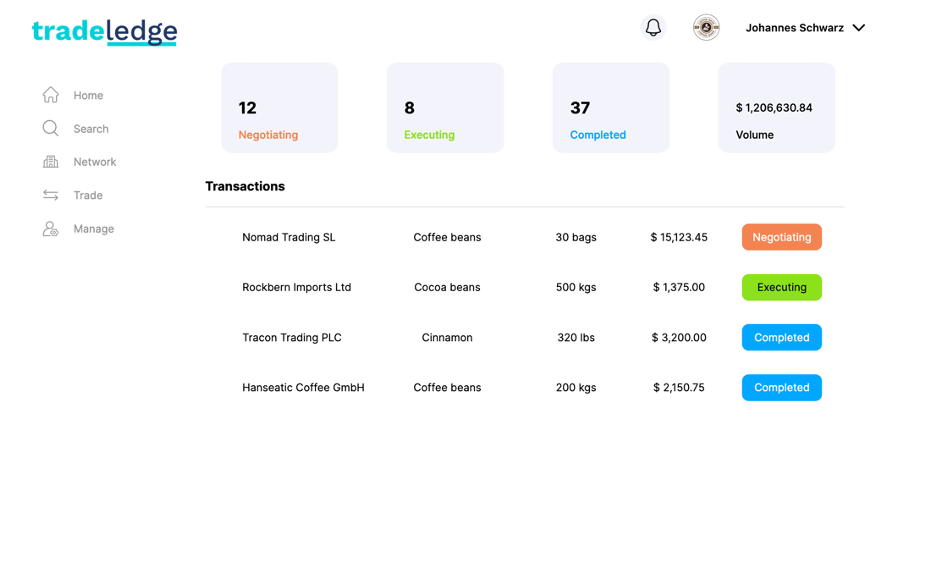 tradeledge
Johannes Schwarz
Home
Search
Network
Trade
Manage
12
Negotiating
8
Executing
37
Completed
$ 1,206,630.84
Volume
Transactions
Nomad Trading SL Coffee beans 30 bags $ 15,123.45 Negotiating
Rockbern Imports Ltd Cocoa beans 500 kgs $ 1,375.00 Executing
Tracon Trading PLC Cinnamon 320 lbs $ 3,200.00 Completed
Hanseatic Coffee GmbH Coffee beans 200 kgs $ 2,150.75 Completed